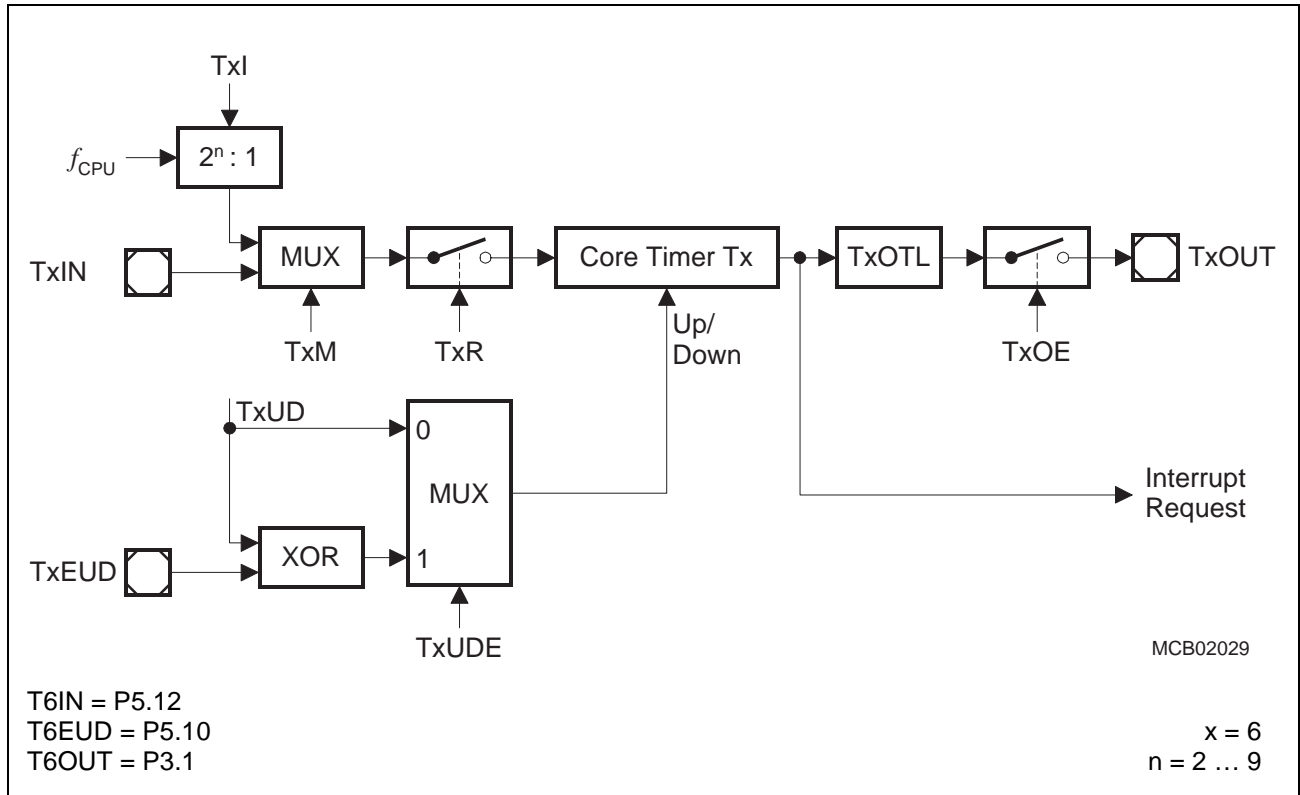 TxI
fCPU
2ⁿ : 1
TxIN
MUX
Core Timer Tx
TxOTL
TxOUT
TxM
TxR
Up/
Down
TxOE
TxUD
0
MUX
Interrupt
Request
TxEUD
XOR
1
TxUDE
MCB02029
T6IN = P5.12
T6EUD = P5.10
T6OUT = P3.1
x = 6
n = 2 … 9